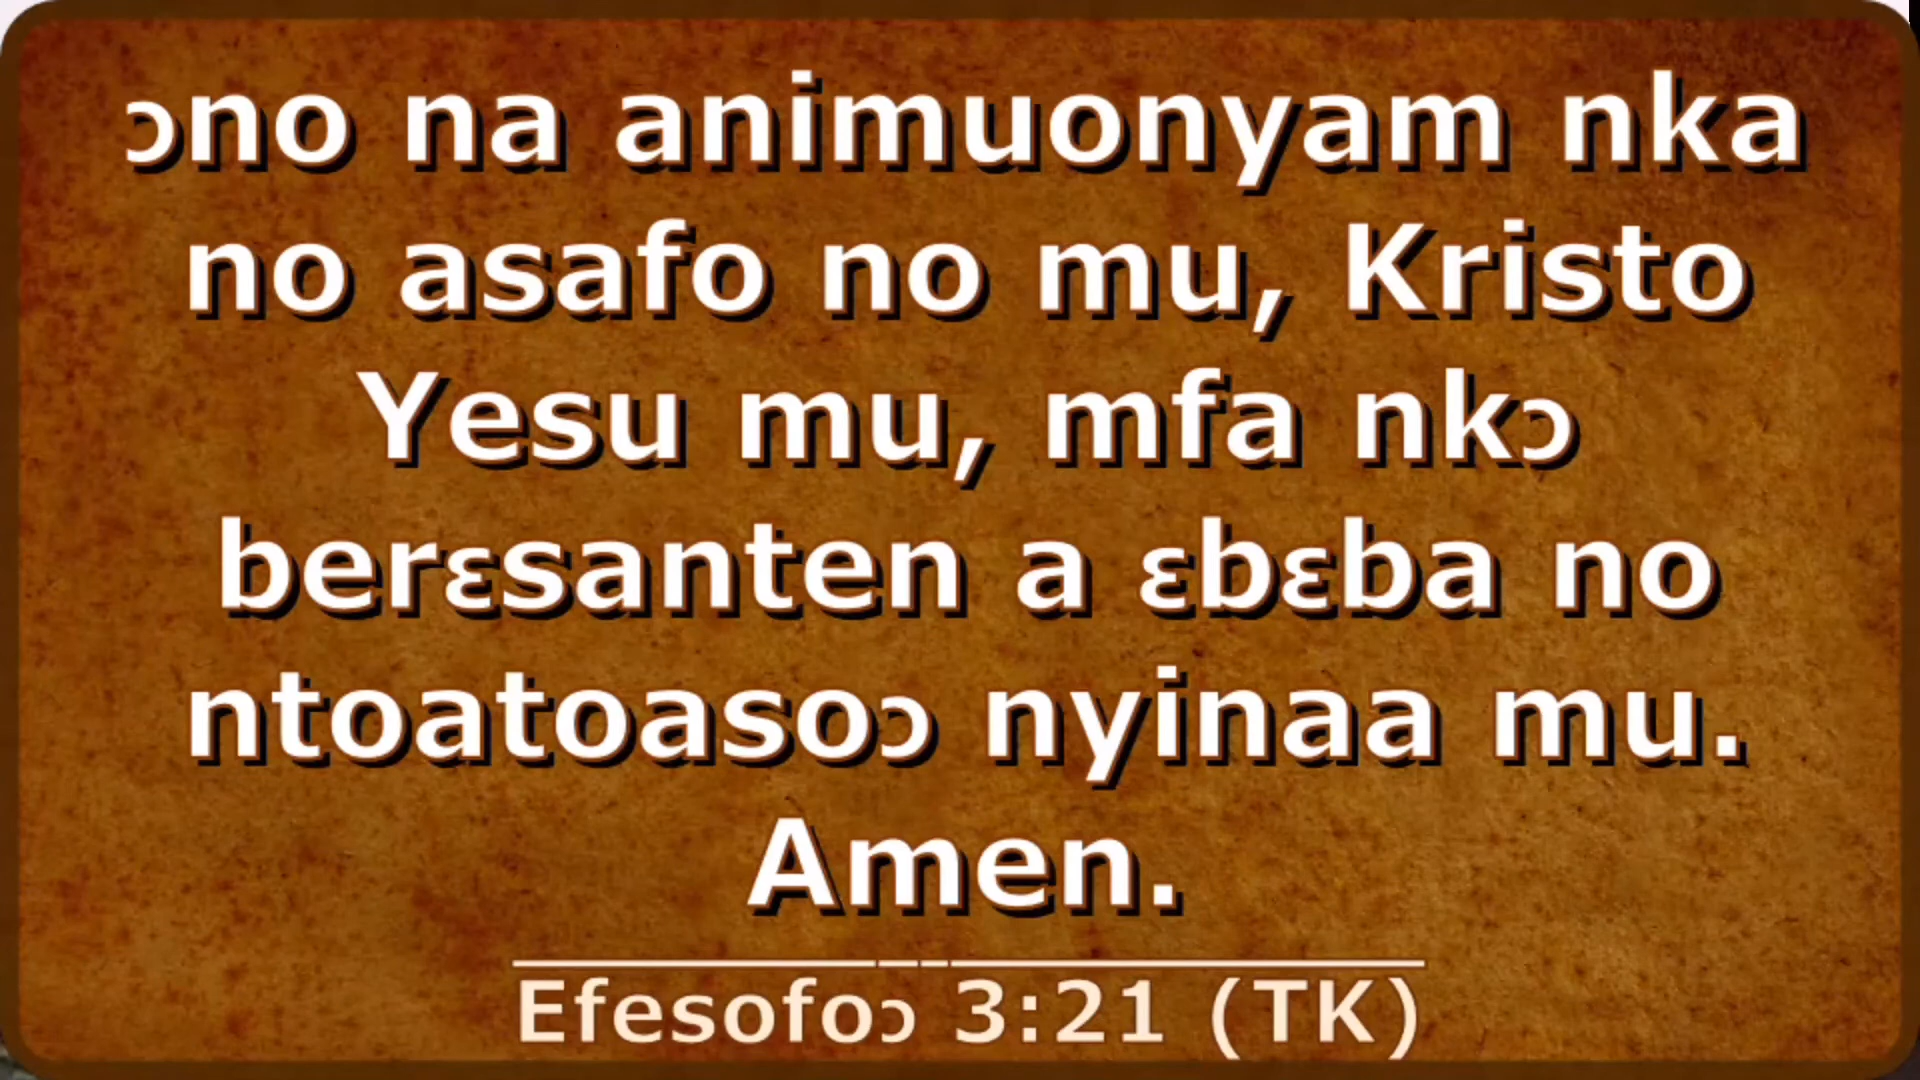 ɔno na animuonyam nka
no asafo no mu, Kristo
Yesu mu, mfa nkɔ
berɛsanten a ɛbɛba no
ntoatoasoɔ nyinaa mu.
Amen.
Efesofoɔ 3:21 (TK)